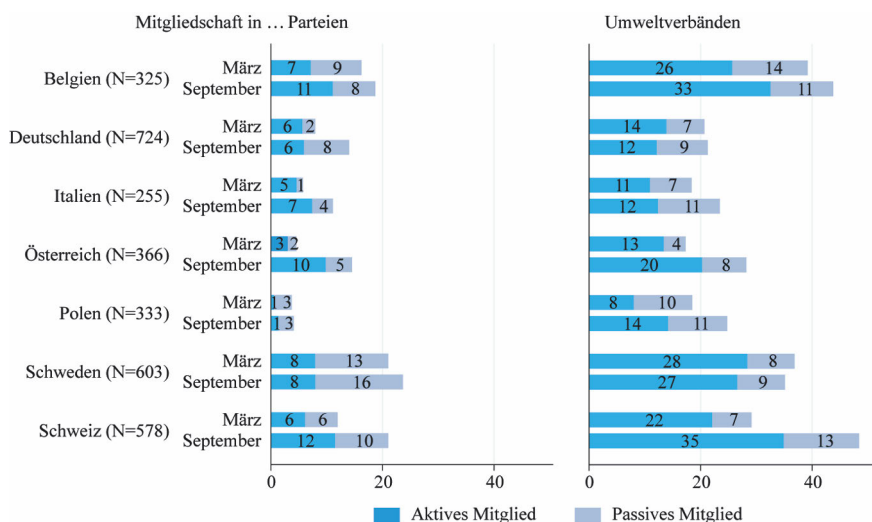 Mitgliedschaft in … Parteien
Umweltverbänden
Belgien (N=325)
März 7 9 26 14
September 11 8 33 11
Deutschland (N=724)
März 6 2 14 7
September 6 8 12 9
Italien (N=255)
März 5 1 11 7
September 7 4 12 11
Österreich (N=366)
März 3 2 13 4
September 10 5 20 8
Polen (N=333)
März 1 3 8 10
September 1 3 14 11
Schweden (N=603)
März 8 13 28 8
September 8 16 27 9
Schweiz (N=578)
März 6 6 22 7
September 12 10 35 13
0 20 40 0 20 40
Aktives Mitglied Passives Mitglied